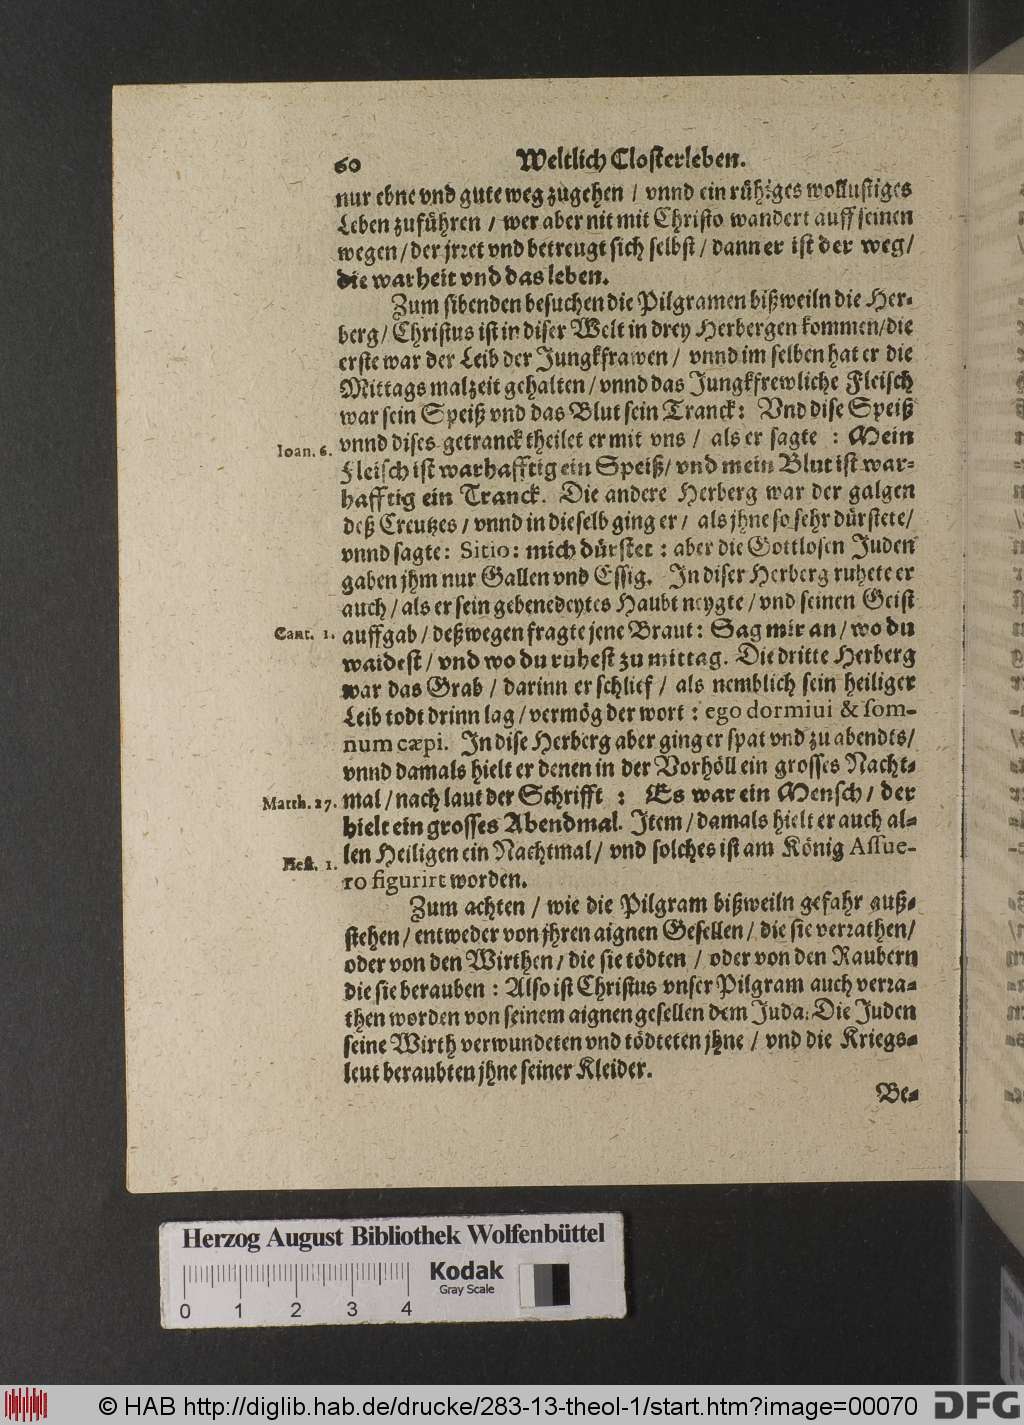 60 Weltlich Closterleben.
nur ebne vnd gute weg zugehen / vnnd ein rühiges wollustiges
Leben zuführen / wer aber nit mit Christo wandert auff seinen
wegen / der jrret vnd betreugt sich selbst / dann er ist der weg /
die warheit vnd das leben.
Zum sibenden besuchen die Pilgramen bißweiln die Her-
berg / Christus ist in diser Welt in drey Herbergen kommen / die
erste war der Leib der Jungkfrawen / vnnd im selben hat er die
Mittagsmalzeit gehalten / vnnd das Jungkfrewliche Fleisch
war sein Speiß vnd das Blut sein Tranck: Vnd dise Speiß
Ioan. 6. vnnd dises getranck theilet er mit vns / als er sagte : Mein
Fleisch ist warhafftig ein Speiß / vnd mein Blut ist war-
hafftig ein Tranck. Die andere Herberg war der galgen
deß Creutzes / vnnd in dieselb ging er / als jhne so sehr dürstete /
vnnd sagte: Sitio: mich dürstet : aber die Gottlosen Juden
gaben jhm nur Gallen vnd Essig. In diser Herberg ruhete er
auch / als er sein gebenedeytes Haubt neygte / vnd seinen Geist
Cant. 1. auffgab / deßwegen fragte jene Braut: Sag mir an / wo du
waidest / vnd wo du ruhest zu mittag. Die dritte Herberg
war das Grab / darinn er schlief / als nemblich sein heiliger
Leib todt drinn lag / vermög der wort : ego dormiui & som-
num cæpi. In dise Herberg aber ging er spat vnd zu abendts /
vnnd damals hielt er denen in der Vorhöll ein grosses Nacht-
Matth. 27. mal / nach laut der Schrifft : Es war ein Mensch / der
hielt ein grosses Abendmal. Item / damals hielt er auch al-
Hest. 1. len Heiligen ein Nachtmal / vnd solches ist am König Assue-
ro figurirt worden.
Zum achten / wie die Pilgram bißweiln gefahr auß-
stehen / entweder von jhren aignen Gesellen / die sie verrathen /
oder von den Wirthen / die sie tödten / oder von den Raubern
die sie berauben : Also ist Christus vnser Pilgram auch verra-
then worden von seinem aignen gesellen dem Juda: Die Juden
seine Wirth verwundeten vnd tödteten jhne / vnd die Kriegs-
leut beraubten jhne seiner Kleider.
Be-
Herzog August Bibliothek Wolfenbüttel
Kodak
Gray Scale
0 1 2 3 4
© HAB http://diglib.hab.de/drucke/283-13-theol-1/start.htm?image=00070
DFG